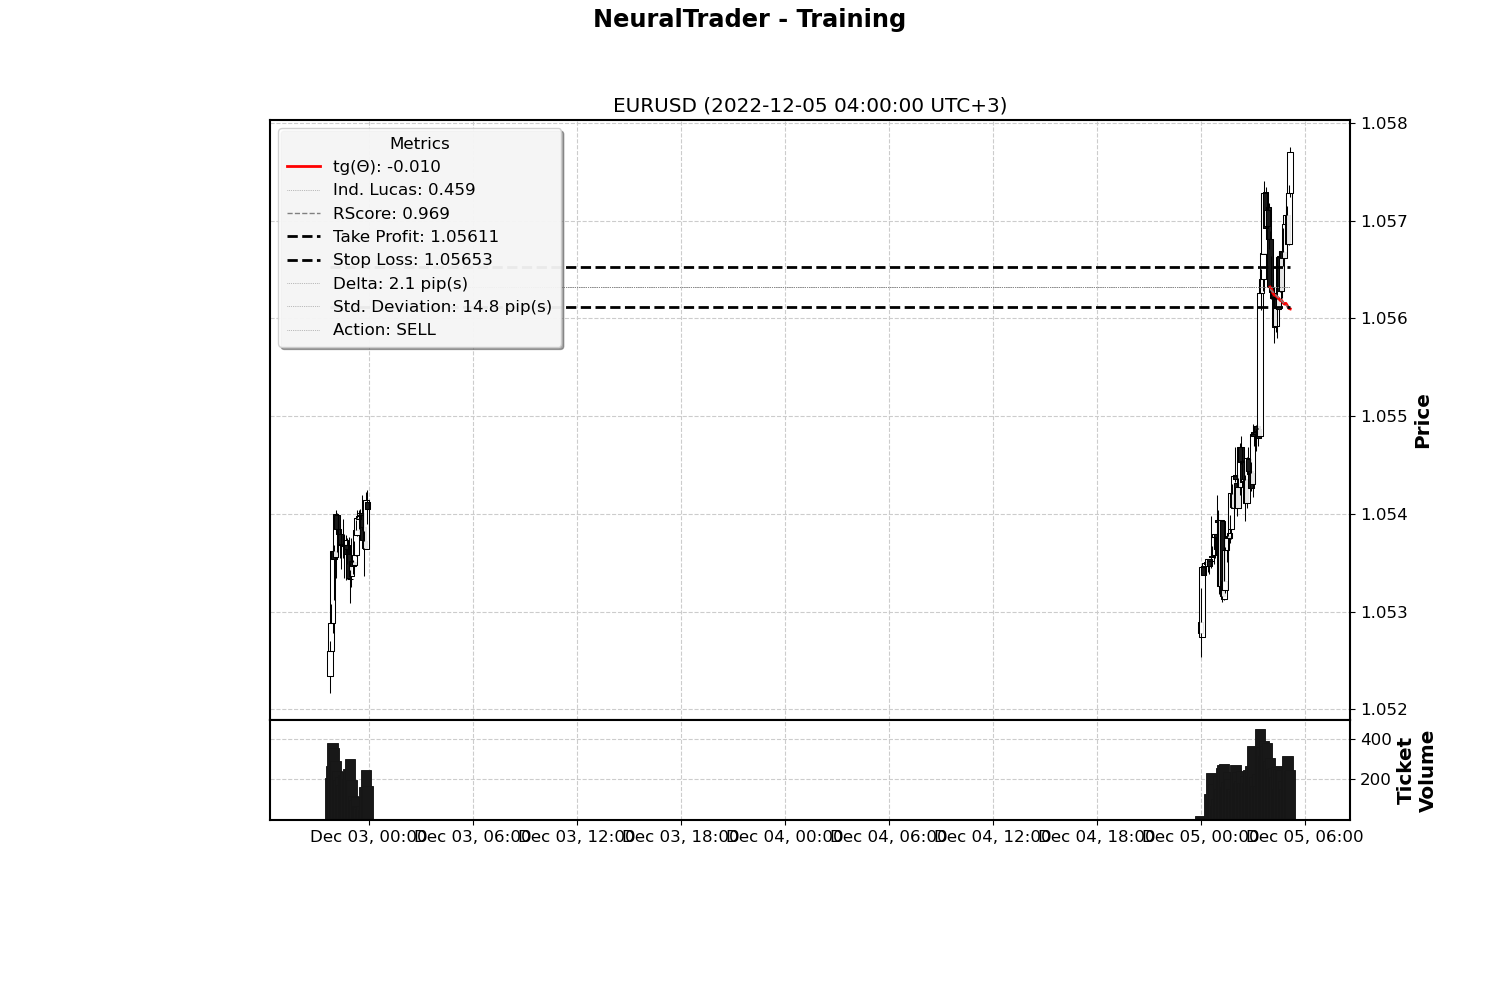 NeuralTrader - Training
EURUSD (2022-12-05 04:00:00 UTC+3)
Metrics
tg(Θ): -0.010
Ind. Lucas: 0.459
RScore: 0.969
Take Profit: 1.05611
Stop Loss: 1.05653
Delta: 2.1 pip(s)
Std. Deviation: 14.8 pip(s)
Action: SELL
1.058
1.057
1.056
1.055
1.054
1.053
1.052
Price
400
200
Ticket
Volume
Dec 03, 00:00
Dec 03, 06:00
Dec 03, 12:00
Dec 03, 18:00
Dec 04, 00:00
Dec 04, 06:00
Dec 04, 12:00
Dec 04, 18:00
Dec 05, 00:00
Dec 05, 06:00